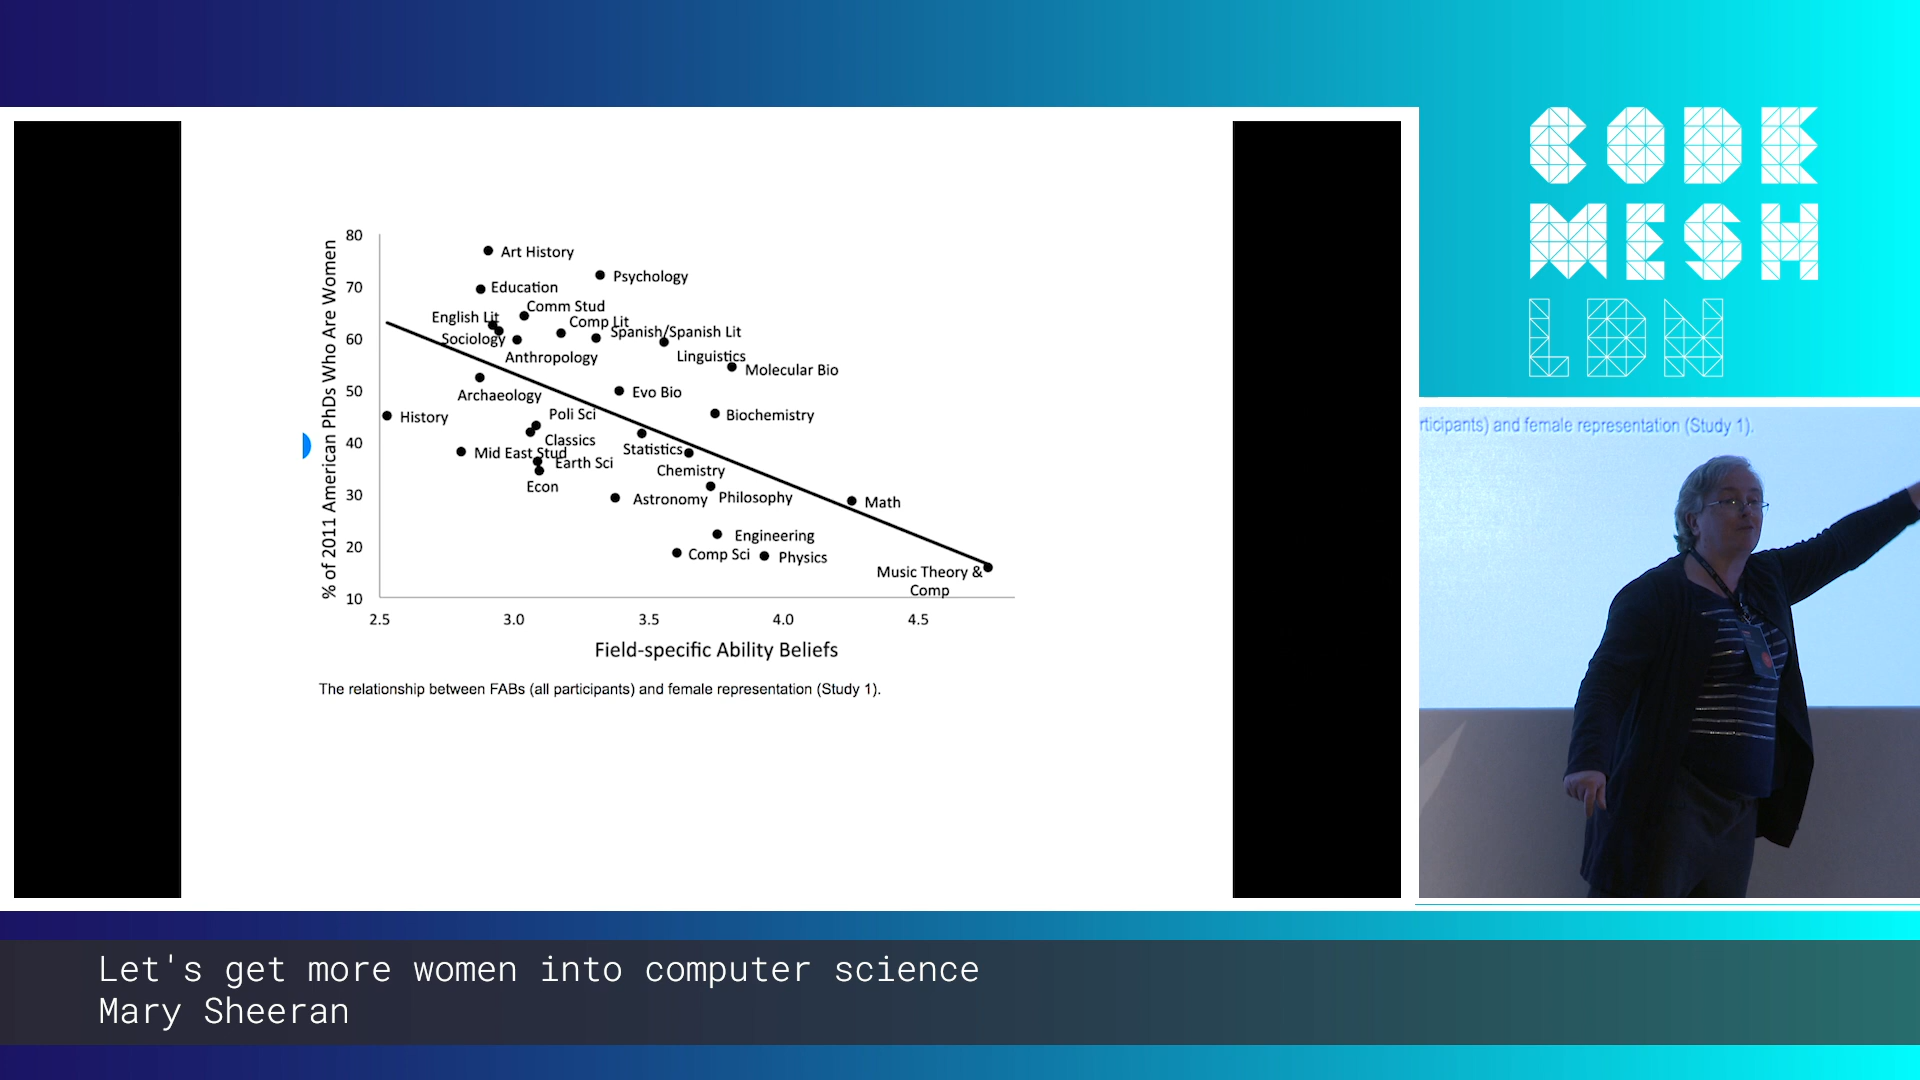 CODE
MESH
LDN
% of 2011 American PhDs Who Are Women
80
70
60
50
40
30
20
10
Art History
Psychology
Education
Comm Stud
English Lit
Comp Lit
Spanish/Spanish Lit
Sociology
Anthropology
Linguistics
Molecular Bio
Archaeology
Evo Bio
History
Poli Sci
Biochemistry
Classics
Statistics
Mid East Stud
Earth Sci
Chemistry
Econ
Astronomy
Philosophy
Math
Engineering
Comp Sci
Physics
Music Theory &
Comp
2.5 3.0 3.5 4.0 4.5
Field-specific Ability Beliefs
The relationship between FABs (all participants) and female representation (Study 1).
rticipants) and female representation (Study 1).
Let's get more women into computer science
Mary Sheeran